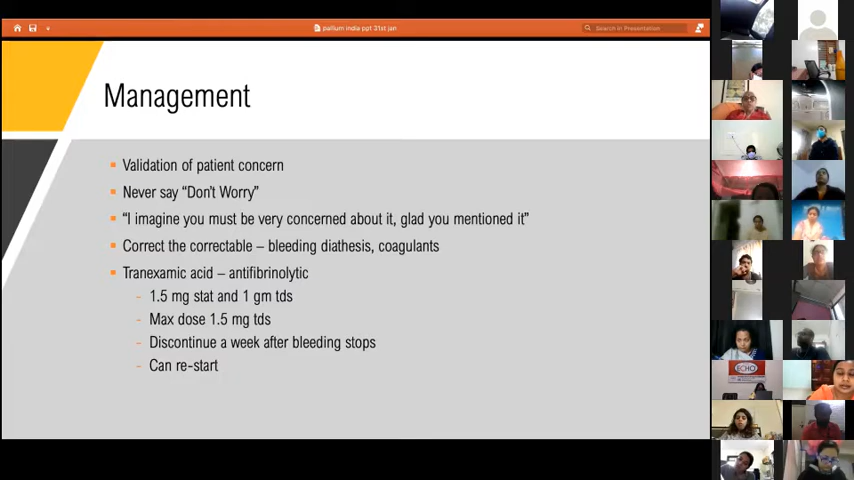 pallium india ppt 31st jan
Search in Presentation
Management
Validation of patient concern
Never say “Don’t Worry”
“I imagine you must be very concerned about it, glad you mentioned it”
Correct the correctable – bleeding diathesis, coagulants
Tranexamic acid – antifibrinolytic
- 1.5 mg stat and 1 gm tds
- Max dose 1.5 mg tds
- Discontinue a week after bleeding stops
- Can re-start
ECHO